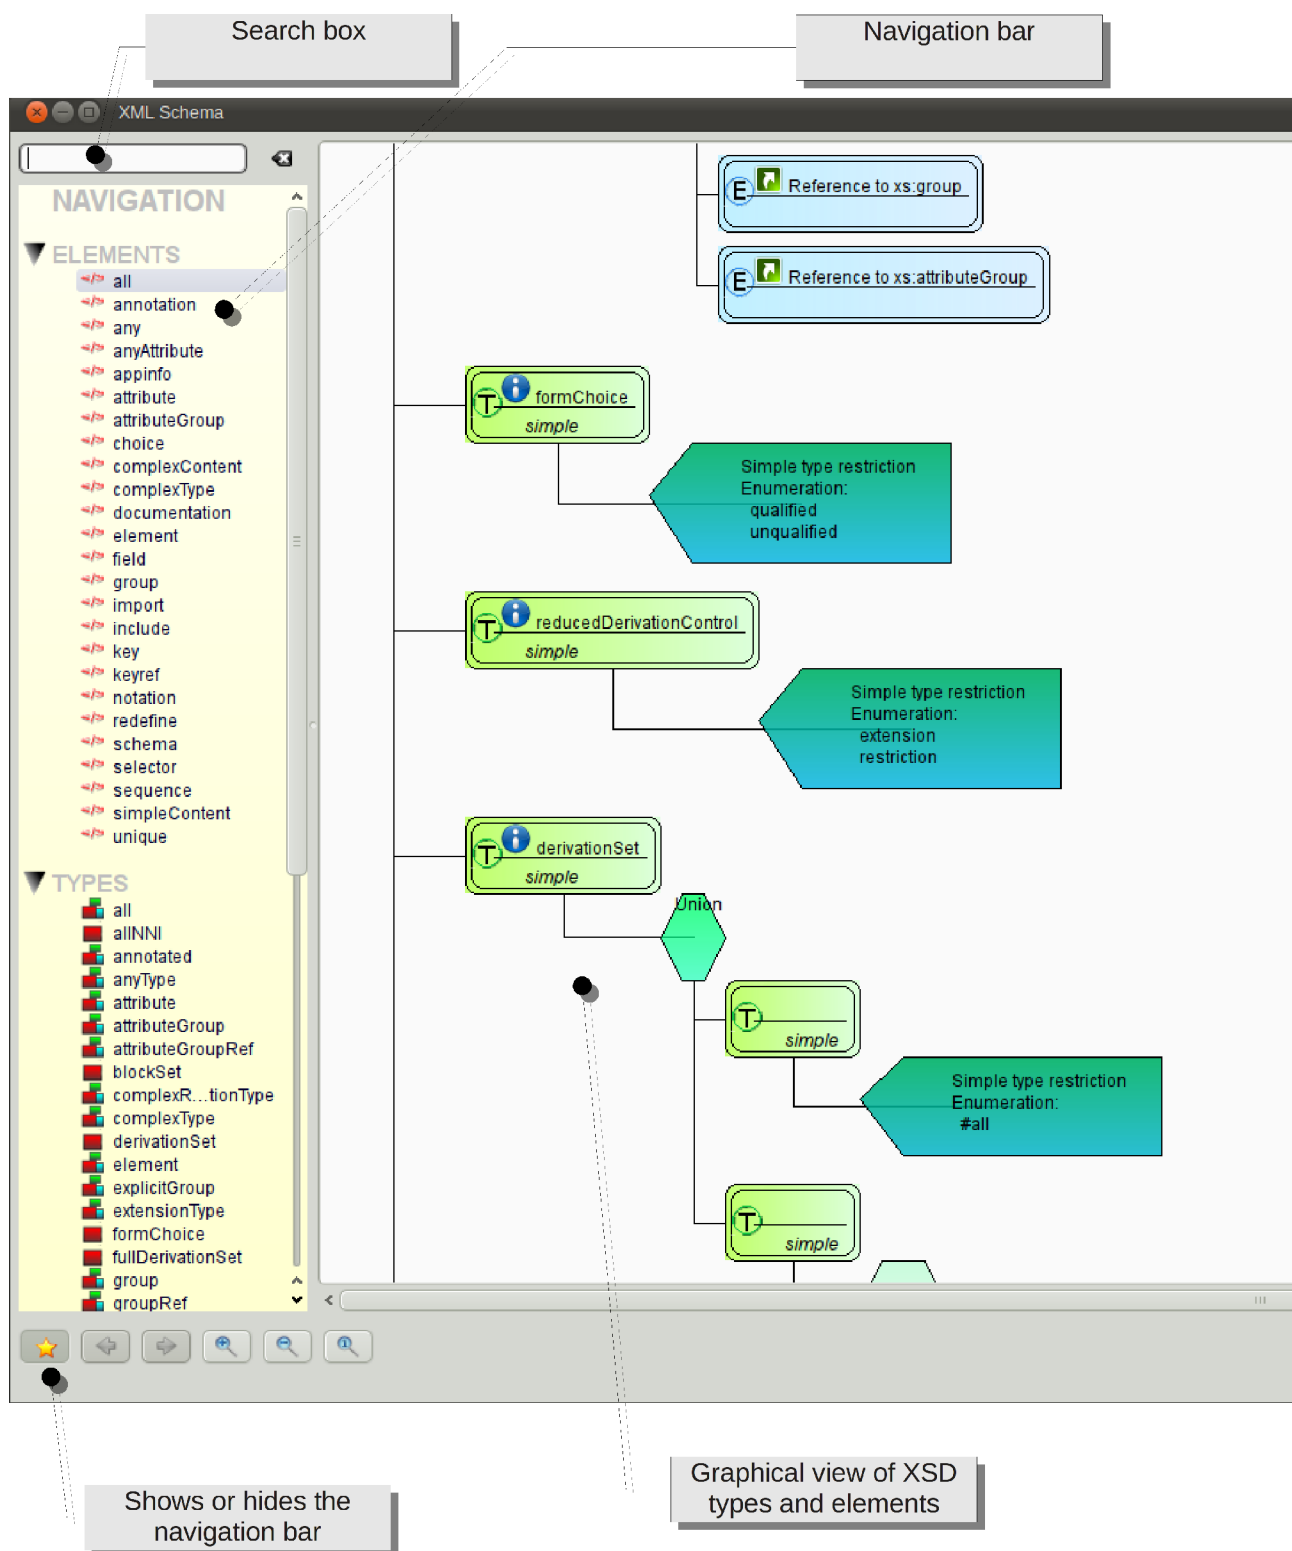 Search box
Navigation bar
XML Schema
NAVIGATION
ELEMENTS
all
annotation
any
anyAttribute
appinfo
attribute
attributeGroup
choice
complexContent
complexType
documentation
element
field
group
import
include
key
keyref
notation
redefine
schema
selector
sequence
simpleContent
unique
TYPES
all
allNNI
annotated
anyType
attribute
attributeGroup
attributeGroupRef
blockSet
complexR...tionType
complexType
derivationSet
element
explicitGroup
extensionType
formChoice
fullDerivationSet
group
groupRef
E Reference to xs:group
E Reference to xs:attributeGroup
T i formChoice
simple
Simple type restriction
Enumeration:
qualified
unqualified
T i reducedDerivationControl
simple
Simple type restriction
Enumeration:
extension
restriction
T i derivationSet
simple
Union
T
simple
Simple type restriction
Enumeration:
#all
T
simple
Shows or hides the
navigation bar
Graphical view of XSD
types and elements